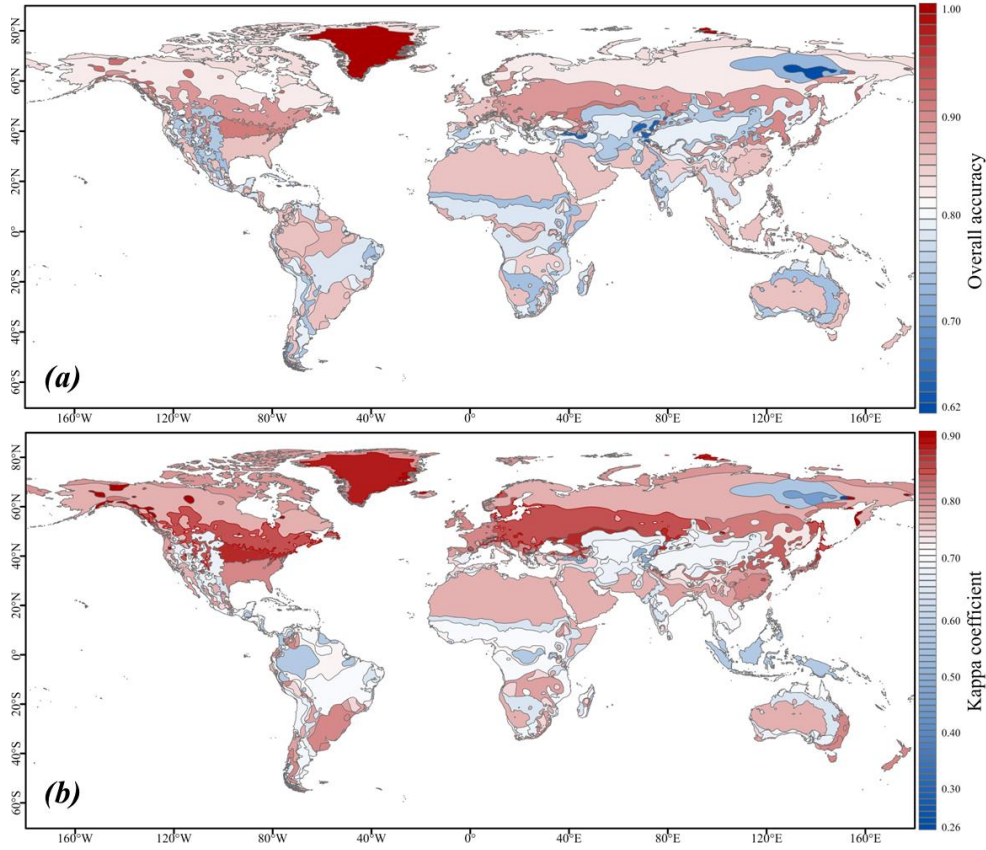 80°N
60°N
40°N
20°N
0°
20°S
40°S
60°S
(a)
160°W
120°W
80°W
40°W
0°
40°E
80°E
120°E
160°E
1.00
0.90
0.80
0.70
0.62
Overall accuracy
80°N
60°N
40°N
20°N
0°
20°S
40°S
60°S
(b)
160°W
120°W
80°W
40°W
0°
40°E
80°E
120°E
160°E
0.90
0.80
0.70
0.60
0.50
0.40
0.30
0.26
Kappa coefficient